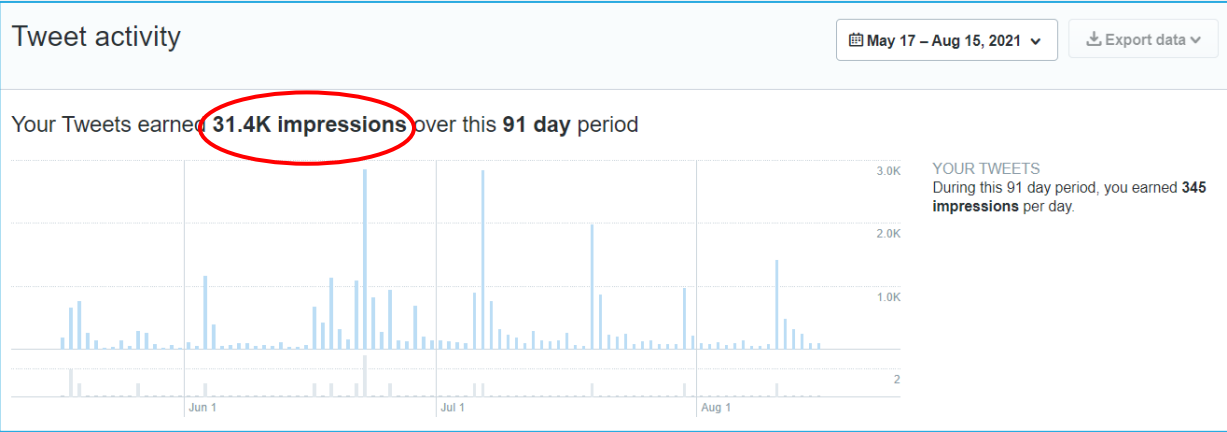 Tweet activity
May 17 – Aug 15, 2021
Export data
Your Tweets earned 31.4K impressions over this 91 day period
3.0K
2.0K
1.0K
2
Jun 1
Jul 1
Aug 1
YOUR TWEETS
During this 91 day period, you earned 345
impressions per day.